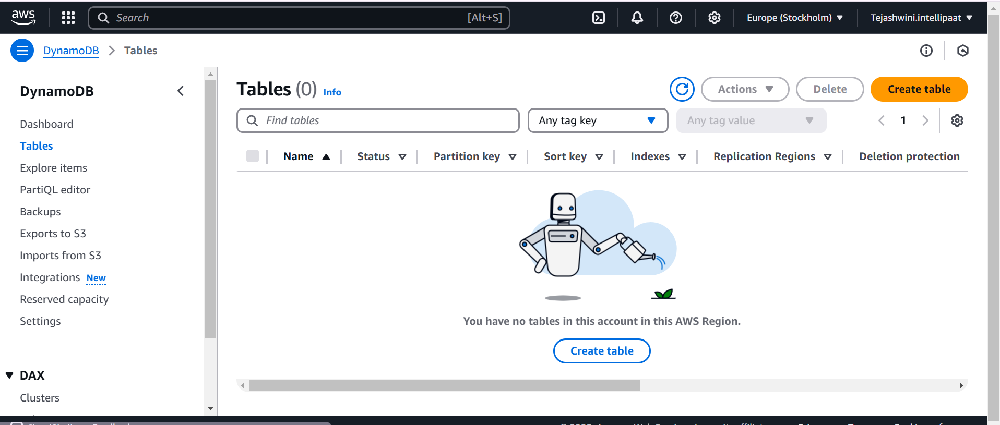 aws Search [Alt+S] Europe (Stockholm) Tejashwini.intellipaat
DynamoDB Tables
DynamoDB
Dashboard
Tables
Explore items
PartiQL editor
Backups
Exports to S3
Imports from S3
Integrations New
Reserved capacity
Settings
DAX
Clusters
Tables (0) Info
Actions Delete Create table
Find tables Any tag key Any tag value 1
Name Status Partition key Sort key Indexes Replication Regions Deletion protection
You have no tables in this account in this AWS Region.
Create table